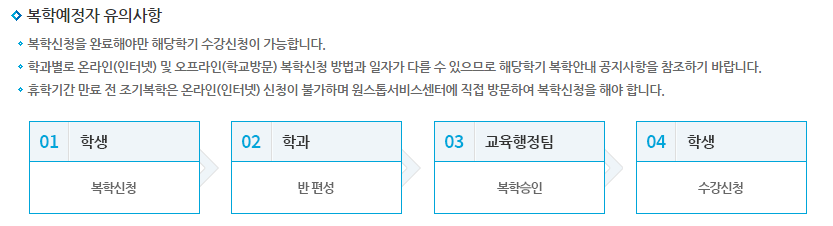 복학예정자 유의사항
복학신청을 완료해야만 해당학기 수강신청이 가능합니다.
학과별로 온라인(인터넷) 및 오프라인(학교방문) 복학신청 방법과 일자가 다를 수 있으므로 해당학기 복학안내 공지사항을 참조하기 바랍니다.
휴학기간 만료 전 조기복학은 온라인(인터넷) 신청이 불가하며 원스톱서비스센터에 직접 방문하여 복학신청을 해야 합니다.
01 학생
복학신청
02 학과
반 편성
03 교육행정팀
복학승인
04 학생
수강신청